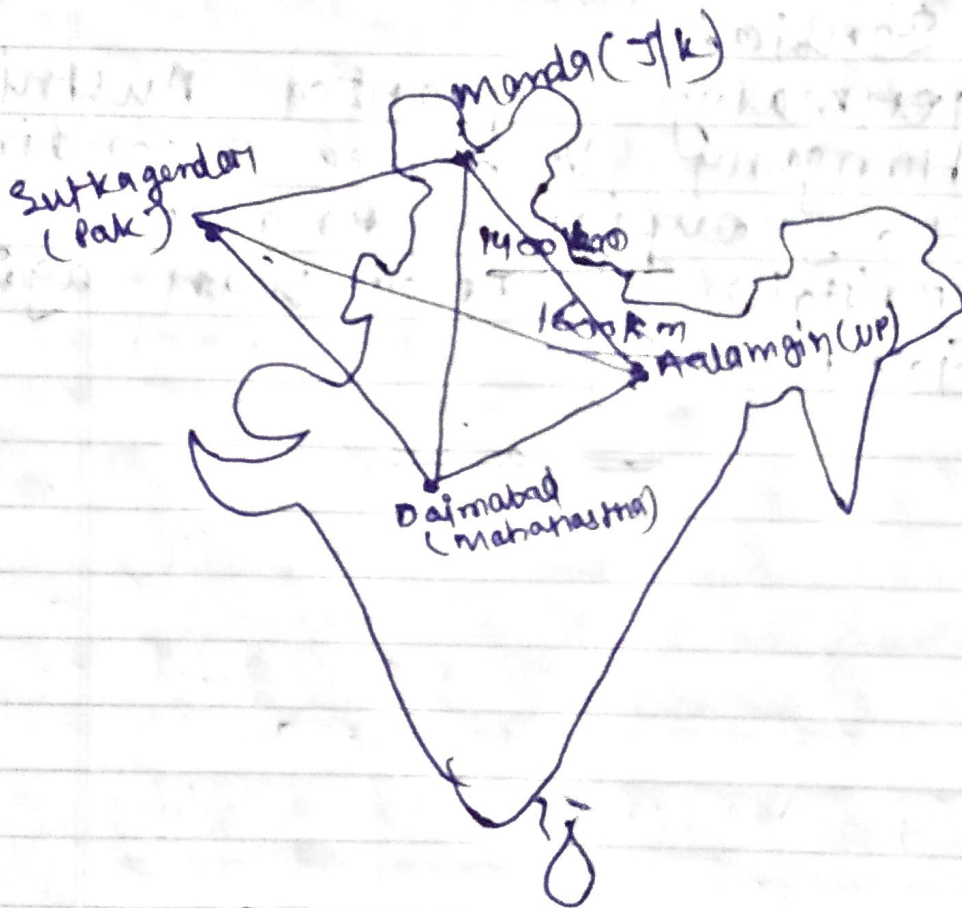 Manda (J/K)
Sutkagendor
(Pak)
1400 km
1600 km
Aalamgir (UP)
Daimabad
(Maharastra)